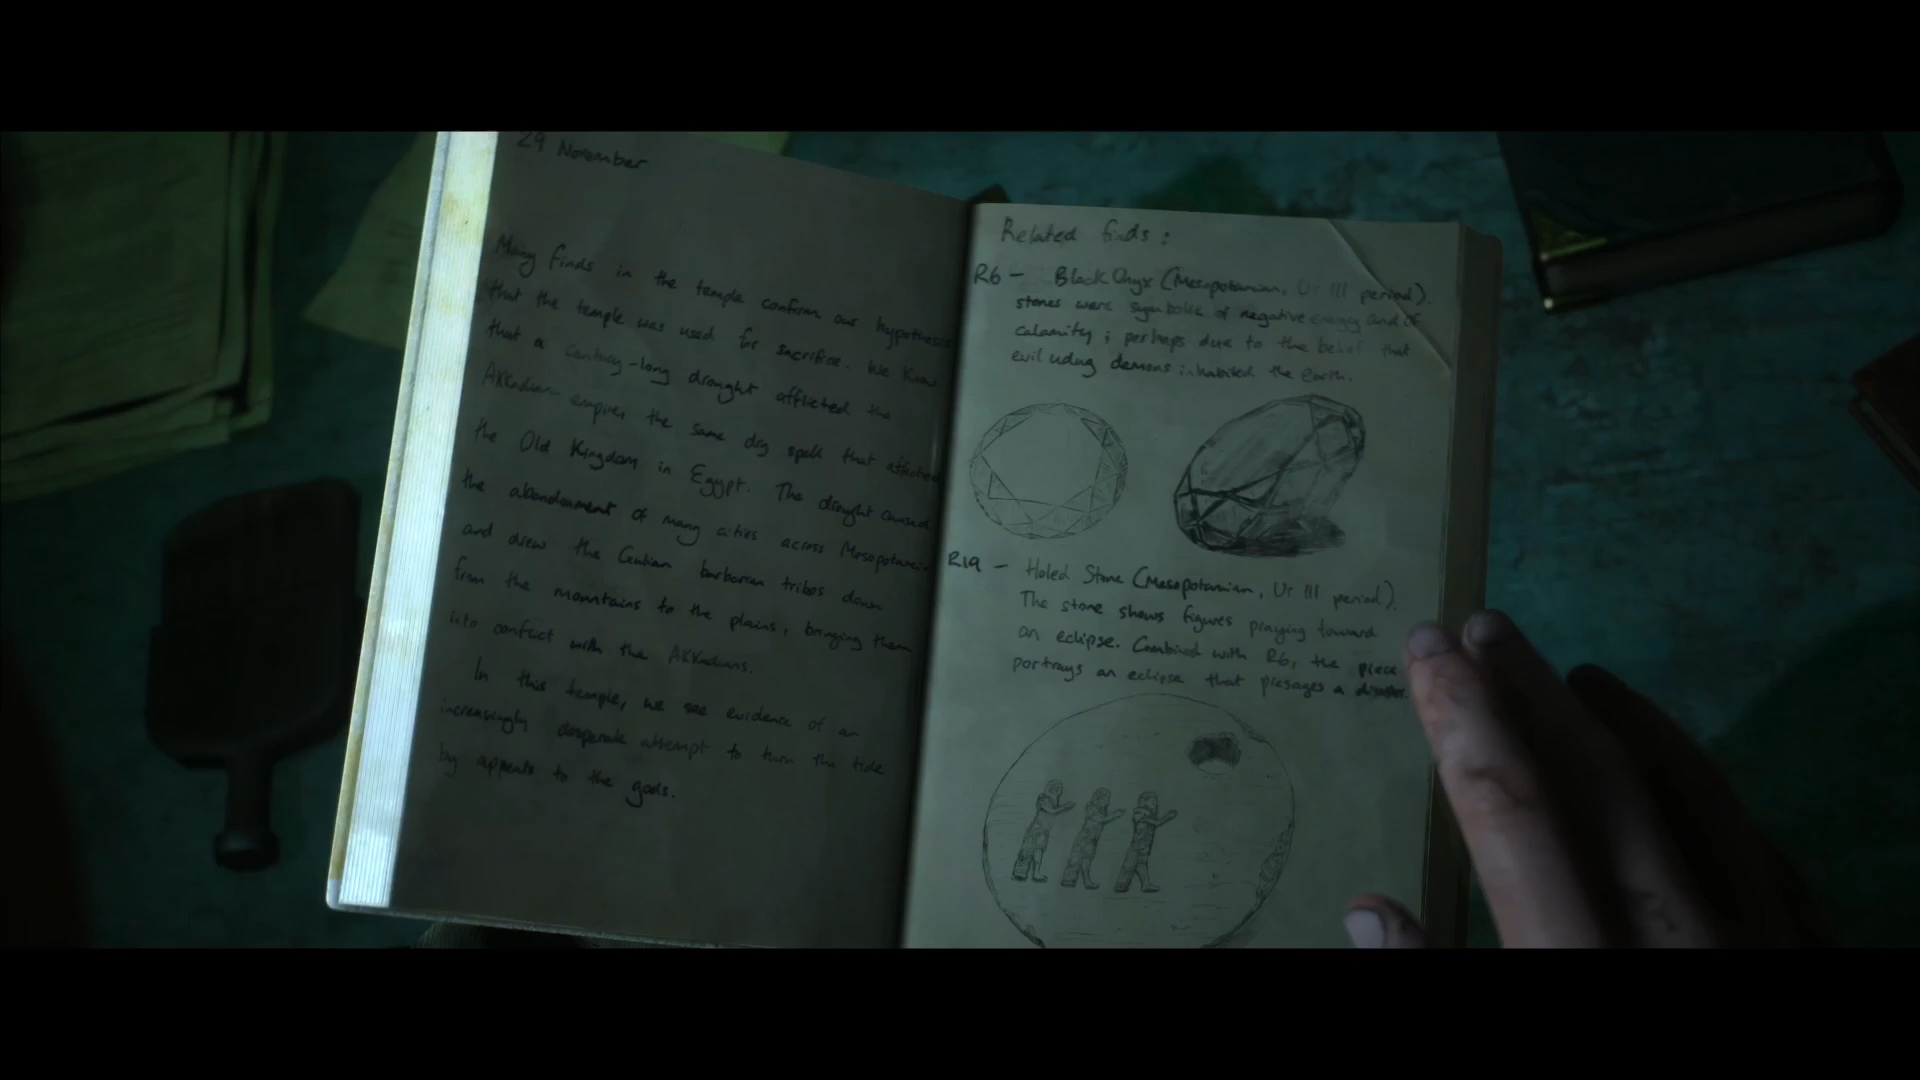 29 November
Many finds in the temple confirm our hypothesis
that the temple was used for sacrifice. We know
that a century-long drought afflicted the
Akkadian empire, the same dry spell that affected
the Old Kingdom in Egypt. The drought caused
the abandonment of many cities across Mesopotamia
and drew the Gutian barbarian tribes down
from the mountains to the plains, bringing them
into conflict with the Akkadians.
In this temple, we see evidence of an
increasingly desperate attempt to turn the tide
by appeals to the gods.
Related finds:
R6 - Black Onyx (Mesopotamian, Ur III period).
stones were symbolic of negative energy and of
calamity; perhaps due to the belief that
evil udug demons inhabited the earth.
R19 - Holed Stone (Mesopotamian, Ur III period).
The stone shows figures praying toward
an eclipse. Combined with R6, the piece
portrays an eclipse that presages a disaster.